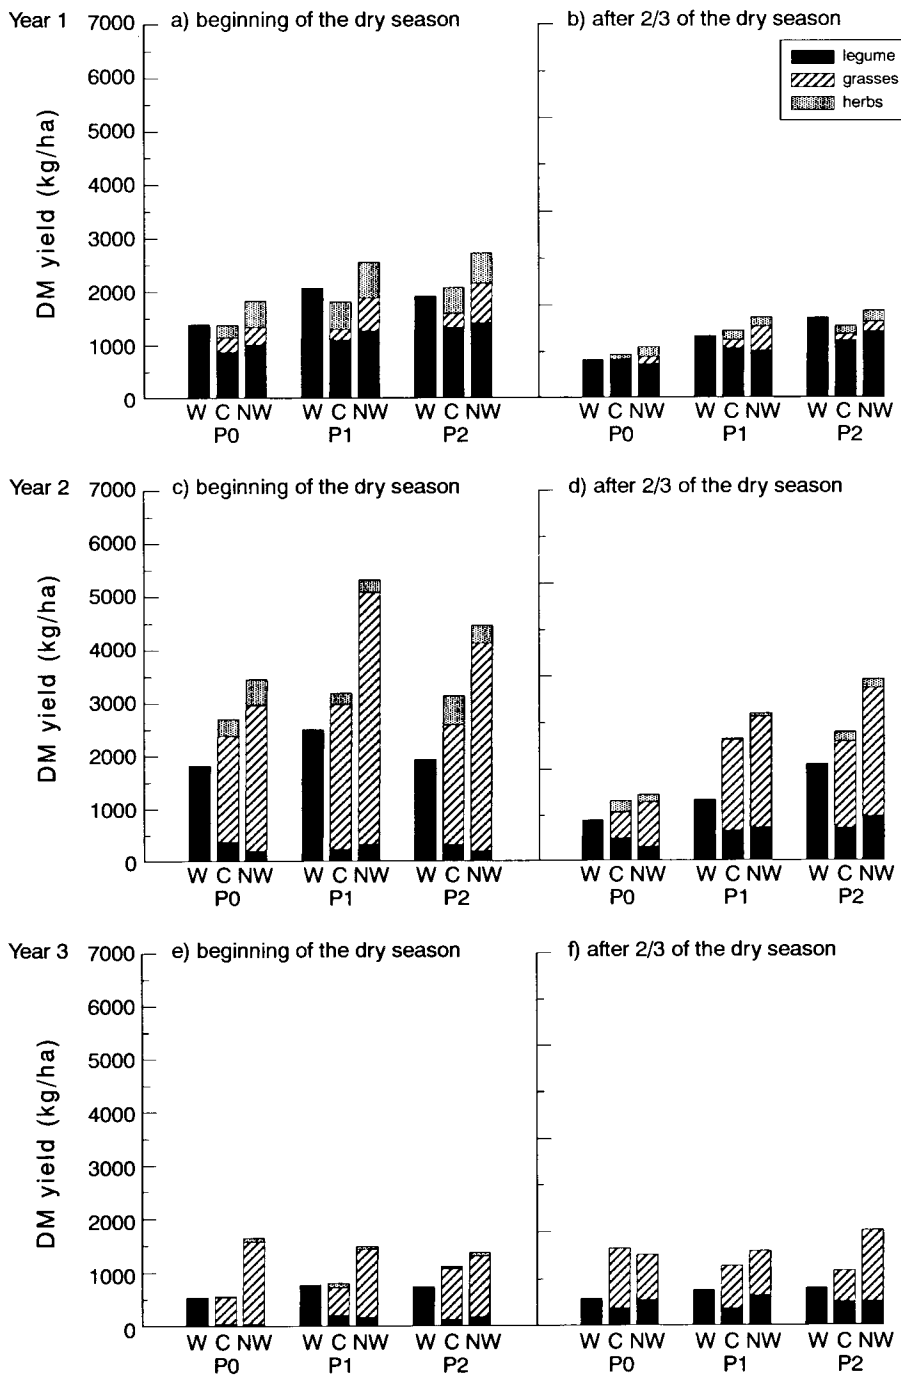 Year 1 a) beginning of the dry season b) after 2/3 of the dry season
DM yield (kg/ha)
7000
6000
5000
4000
3000
2000
1000
0
legume
grasses
herbs
W C NW W C NW W C NW W C NW W C NW W C NW
P0 P1 P2 P0 P1 P2
Year 2 c) beginning of the dry season d) after 2/3 of the dry season
DM yield (kg/ha)
7000
6000
5000
4000
3000
2000
1000
0
W C NW W C NW W C NW W C NW W C NW W C NW
P0 P1 P2 P0 P1 P2
Year 3 e) beginning of the dry season f) after 2/3 of the dry season
DM yield (kg/ha)
7000
6000
5000
4000
3000
2000
1000
0
W C NW W C NW W C NW W C NW W C NW W C NW
P0 P1 P2 P0 P1 P2